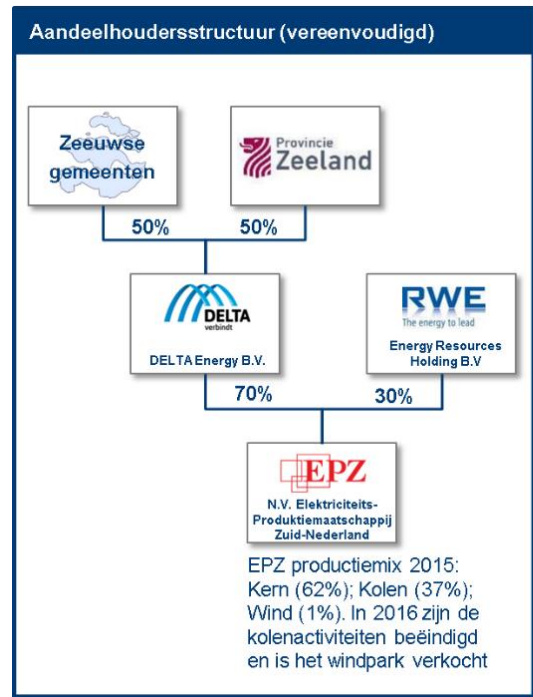 Aandeelhoudersstructuur (vereenvoudigd)
Zeeuwse
gemeenten
Provincie
Zeeland
50%
50%
DELTA
verbindt
DELTA Energy B.V.
RWE
The energy to lead
Energy Resources
Holding B.V
70%
30%
EPZ
N.V. Elektriciteits-
Produktiemaatschappij
Zuid-Nederland
EPZ productiemix 2015:
Kern (62%); Kolen (37%);
Wind (1%). In 2016 zijn de
kolenactiviteiten beëindigd
en is het windpark verkocht